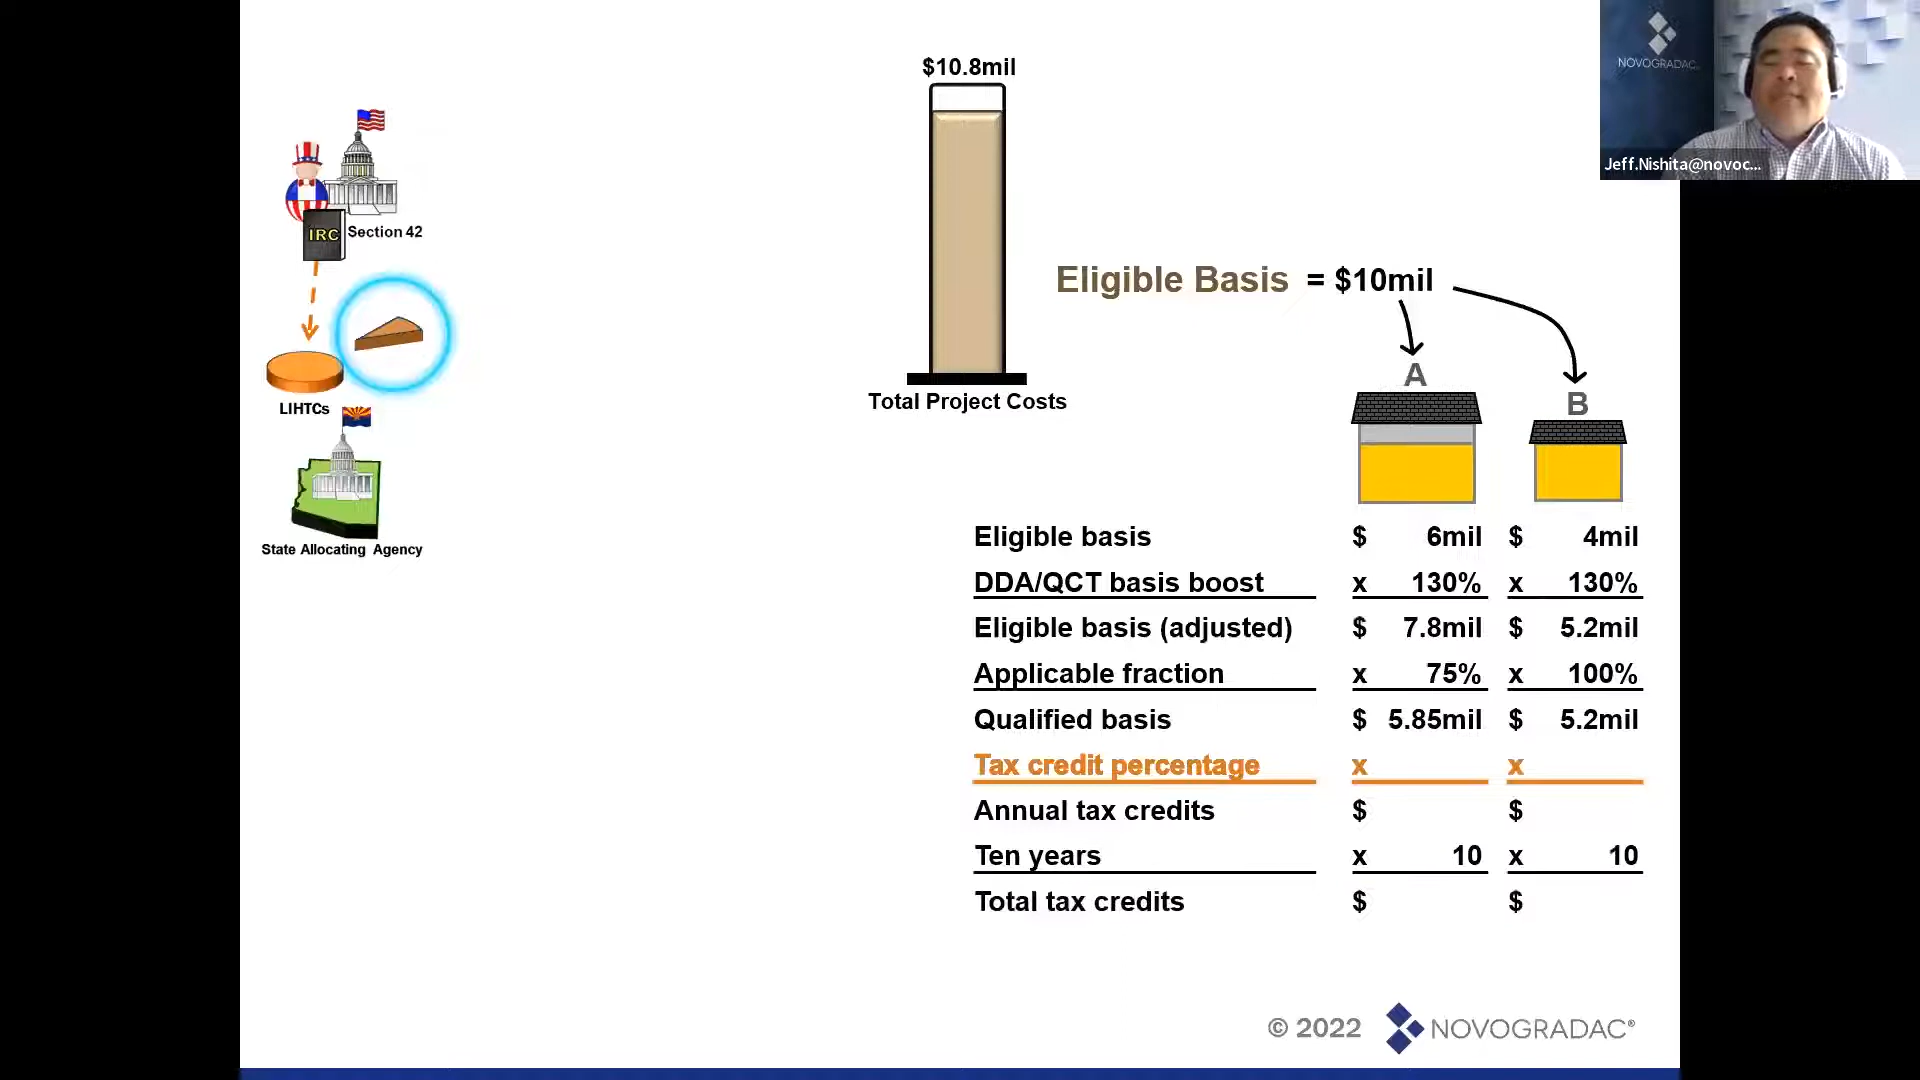 $10.8mil
NOVOGRADAC
Jeff.Nishita@novoc...
IRC
Section 42
Eligible Basis = $10mil
A
B
LIHTCs
Total Project Costs
State Allocating Agency
Eligible basis $ 6mil $ 4mil
DDA/QCT basis boost x 130% x 130%
Eligible basis (adjusted) $ 7.8mil $ 5.2mil
Applicable fraction x 75% x 100%
Qualified basis $ 5.85mil $ 5.2mil
Tax credit percentage x x
Annual tax credits $ $
Ten years x 10 x 10
Total tax credits $ $
© 2022 NOVOGRADAC®